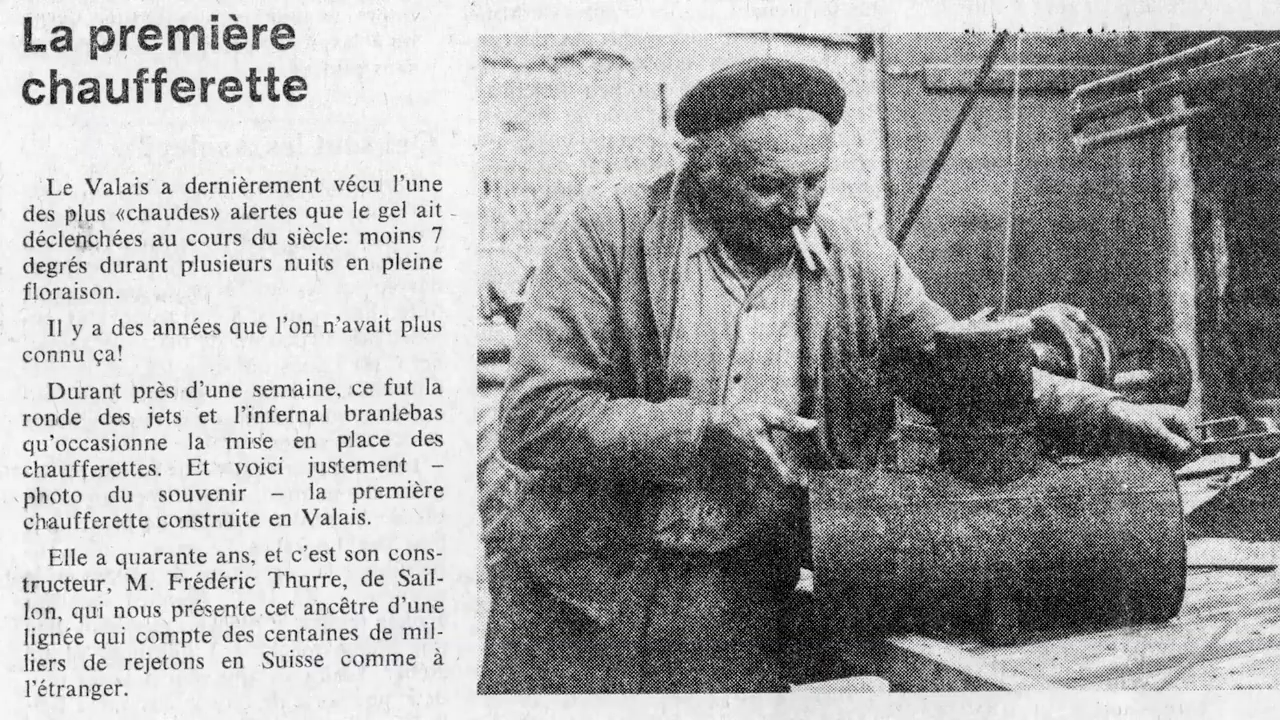 La première
chaufferette
Le Valais a dernièrement vécu l'une
des plus «chaudes» alertes que le gel ait
déclenchées au cours du siècle: moins 7
degrés durant plusieurs nuits en pleine
floraison.
Il y a des années que l'on n'avait plus
connu ça!
Durant près d'une semaine, ce fut la
ronde des jets et l'infernal branlebas
qu'occasionne la mise en place des
chaufferettes. Et voici justement –
photo du souvenir – la première
chaufferette construite en Valais.
Elle a quarante ans, et c'est son cons-
tructeur, M. Frédéric Thurre, de Sail-
lon, qui nous présente cet ancêtre d'une
lignée qui compte des centaines de mil-
liers de rejetons en Suisse comme à
l'étranger.